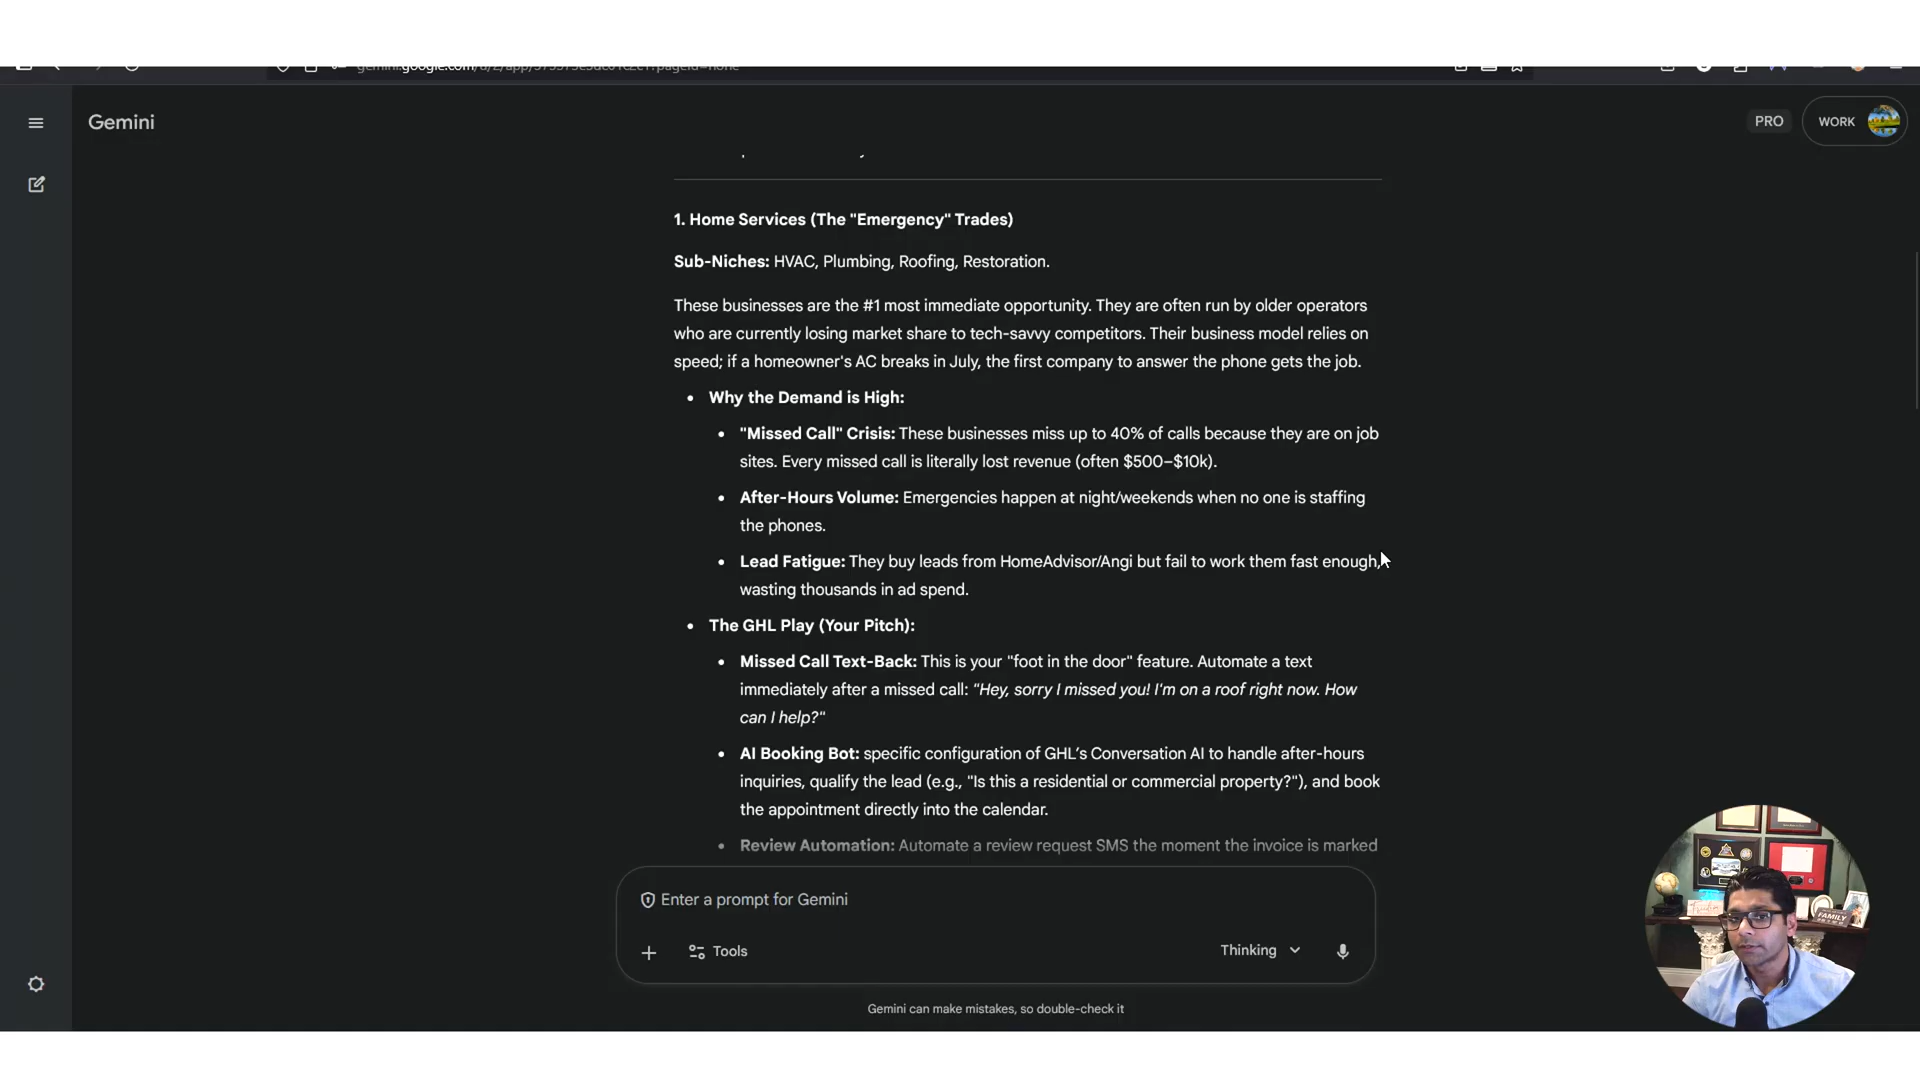 Gemini
PRO
WORK
1. Home Services (The "Emergency" Trades)
Sub-Niches: HVAC, Plumbing, Roofing, Restoration.
These businesses are the #1 most immediate opportunity. They are often run by older operators
who are currently losing market share to tech-savvy competitors. Their business model relies on
speed; if a homeowner's AC breaks in July, the first company to answer the phone gets the job.
• Why the Demand is High:
• "Missed Call" Crisis: These businesses miss up to 40% of calls because they are on job
sites. Every missed call is literally lost revenue (often $500–$10k).
• After-Hours Volume: Emergencies happen at night/weekends when no one is staffing
the phones.
• Lead Fatigue: They buy leads from HomeAdvisor/Angi but fail to work them fast enough,
wasting thousands in ad spend.
• The GHL Play (Your Pitch):
• Missed Call Text-Back: This is your "foot in the door" feature. Automate a text
immediately after a missed call: "Hey, sorry I missed you! I'm on a roof right now. How
can I help?"
• AI Booking Bot: specific configuration of GHL's Conversation AI to handle after-hours
inquiries, qualify the lead (e.g., "Is this a residential or commercial property?"), and book
the appointment directly into the calendar.
• Review Automation: Automate a review request SMS the moment the invoice is marked
Enter a prompt for Gemini
Tools
Thinking
Gemini can make mistakes, so double-check it
FAMILY